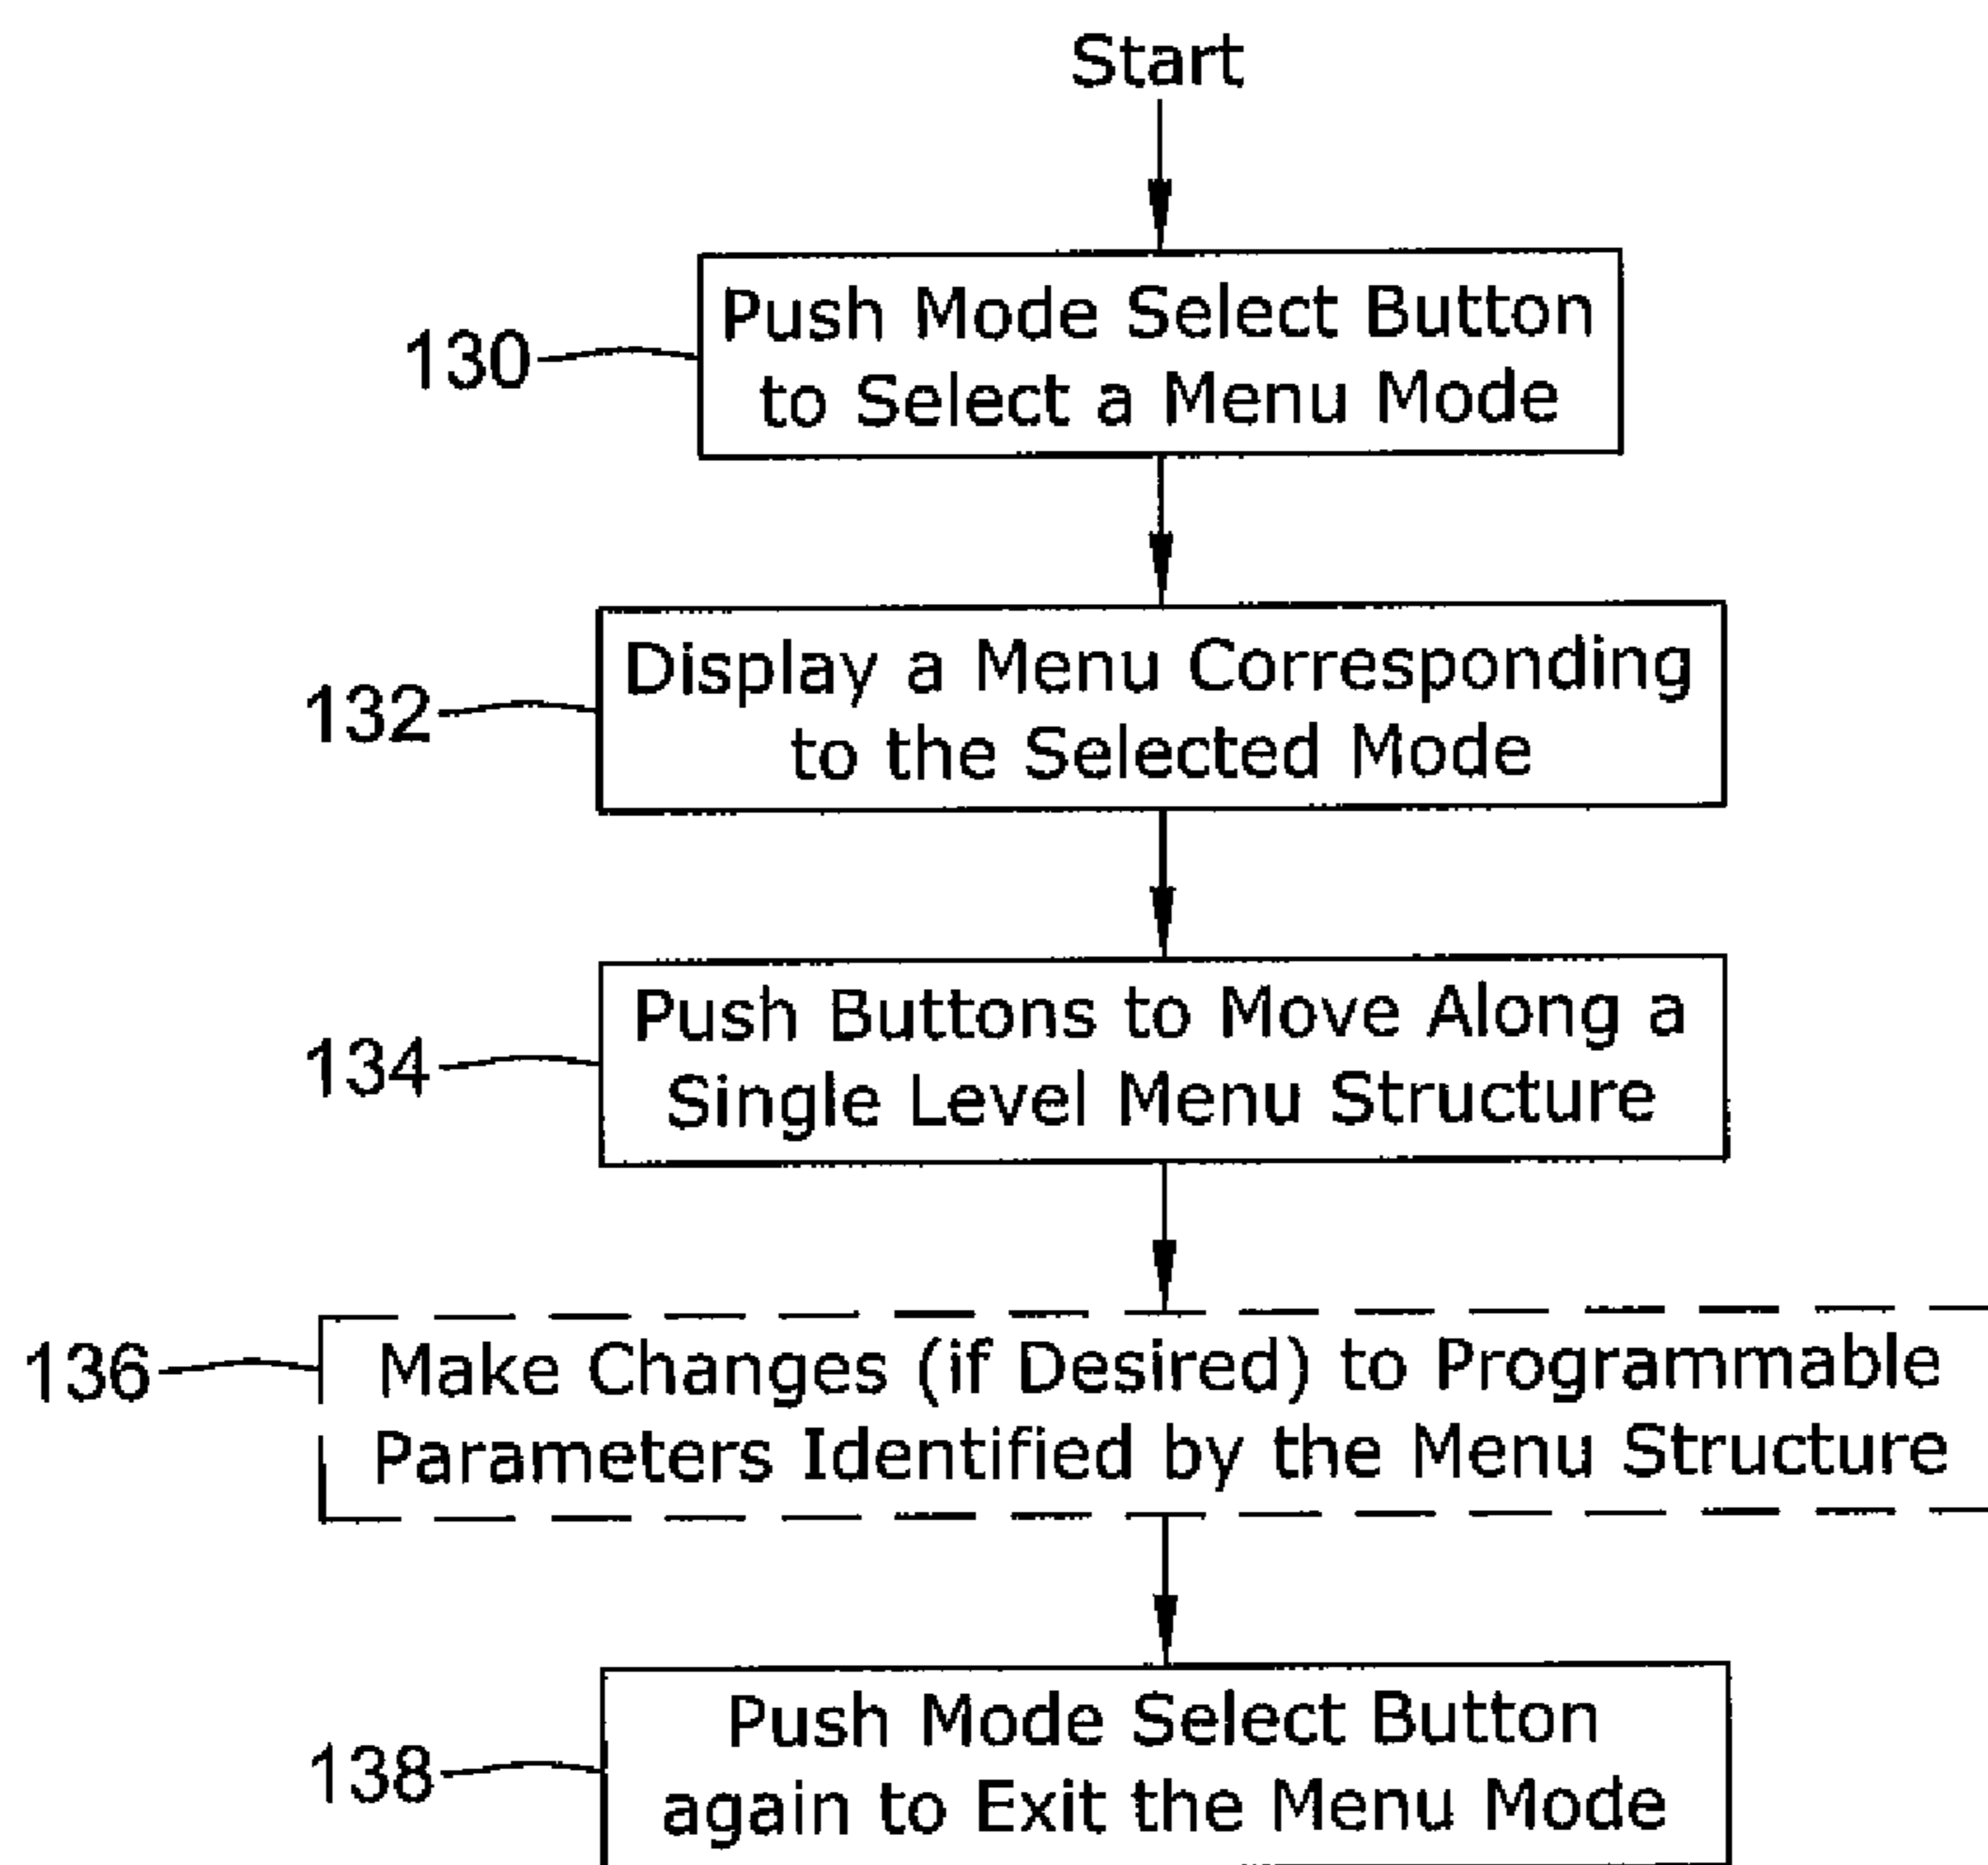 Start
130
Push Mode Select Button
to Select a Menu Mode
132
Display a Menu Corresponding
to the Selected Mode
134
Push Buttons to Move Along a
Single Level Menu Structure
136
Make Changes (if Desired) to Programmable
Parameters Identified by the Menu Structure
138
Push Mode Select Button
again to Exit the Menu Mode